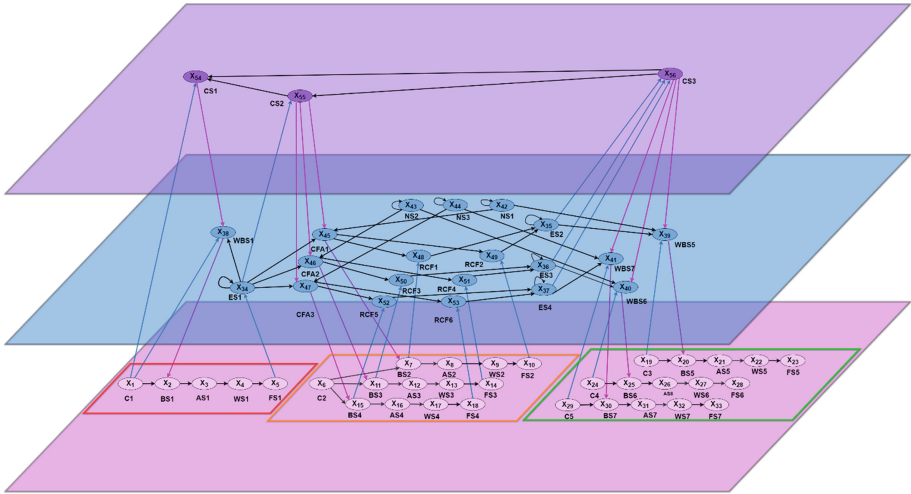 X54
CS1
X55
CS2
X56
CS3
X43
NS2
X44
NS3
X42
NS1
X35
ES2
X38
WBS1
X45
CFA1
X39
WBS5
X48
RCF1
X49
RCF2
X46
CFA2
X36
ES3
X41
WBS7
X34
ES1
X47
CFA3
X50
RCF3
X51
RCF4
X37
ES4
X40
WBS6
X52
RCF5
X53
RCF6
X1
C1
X2
BS1
X3
AS1
X4
WS1
X5
FS1
X6
C2
X7
BS2
X8
AS2
X9
WS2
X10
FS2
X11
BS3
X12
AS3
X13
WS3
X14
FS3
X15
BS4
X16
AS4
X17
WS4
X18
FS4
X19
C3
X20
BS5
X21
AS5
X22
WS5
X23
FS5
X24
C4
X25
BS6
X26
AS6
X27
WS6
X28
FS6
X29
C5
X30
BS7
X31
AS7
X32
WS7
X33
FS7